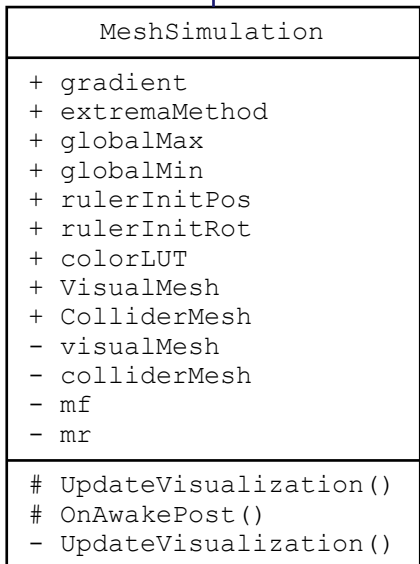 MeshSimulation
+ gradient
+ extremaMethod
+ globalMax
+ globalMin
+ rulerInitPos
+ rulerInitRot
+ colorLUT
+ VisualMesh
+ ColliderMesh
- visualMesh
- colliderMesh
- mf
- mr
# UpdateVisualization()
# OnAwakePost()
- UpdateVisualization()